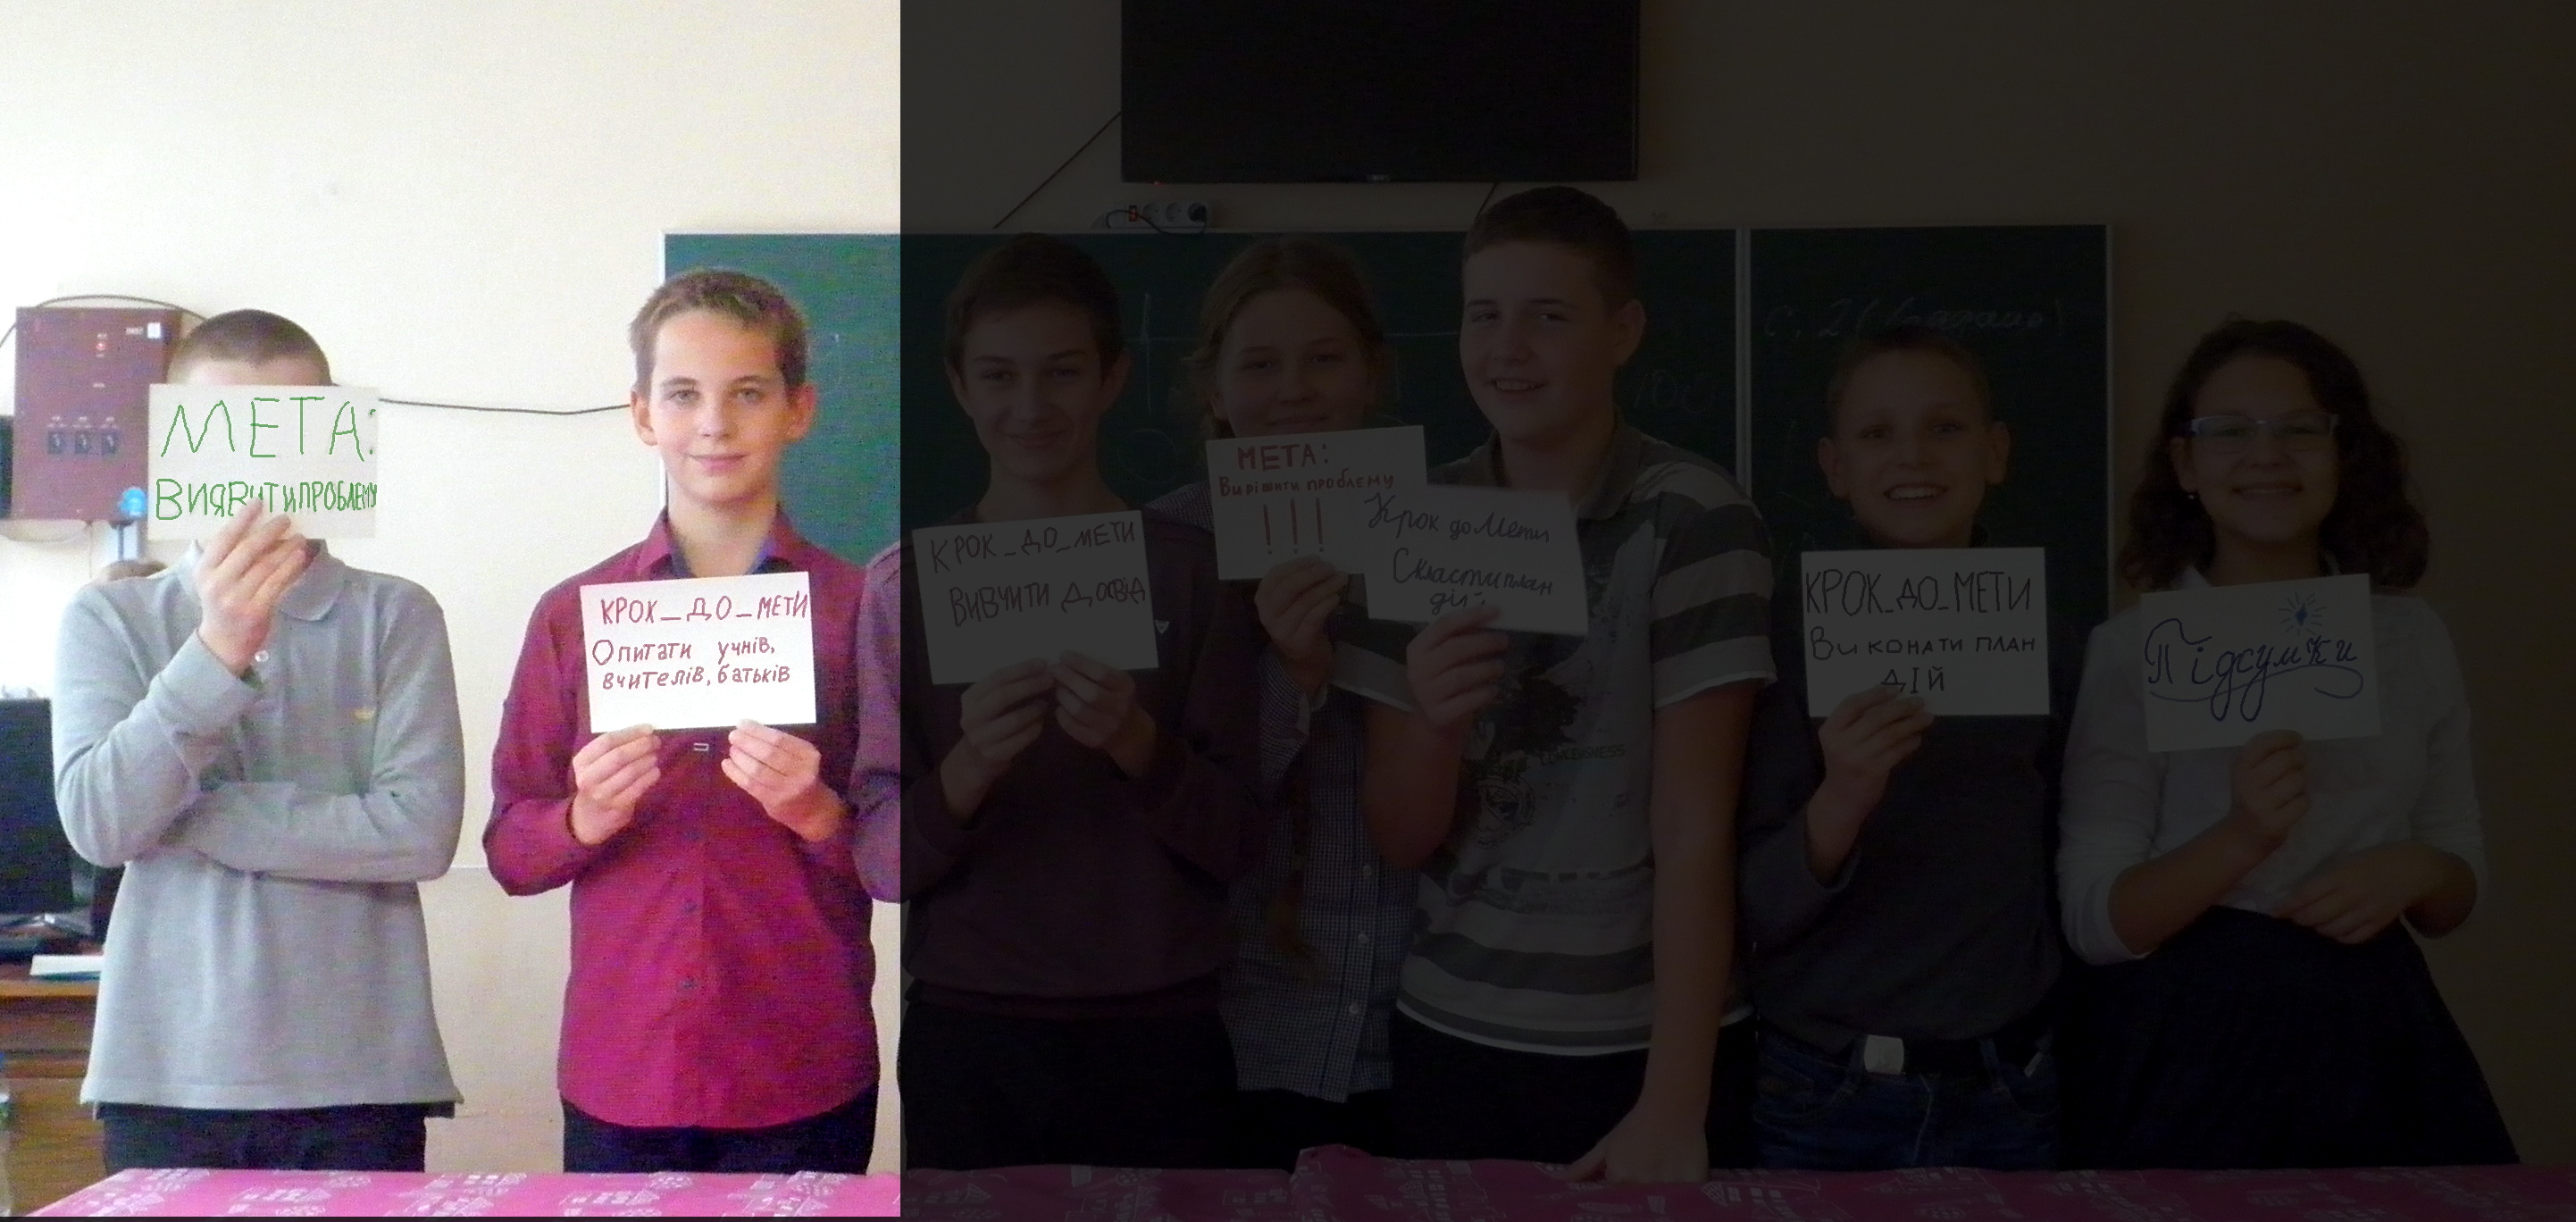 МЕТА:
ВИЯВИТИ ПРОБЛЕМУ
КРОК_ДО_МЕТИ
Опитати учнів,
вчителів, батьків
КРОК_ДО_МЕТИ
ВИВЧИТИ ДОСВІД
МЕТА:
Вирішити проблему
!!!
Крок до Мети
Скласти план
дій
КРОК_ДО_МЕТИ
Виконати план
дій
Підсумки